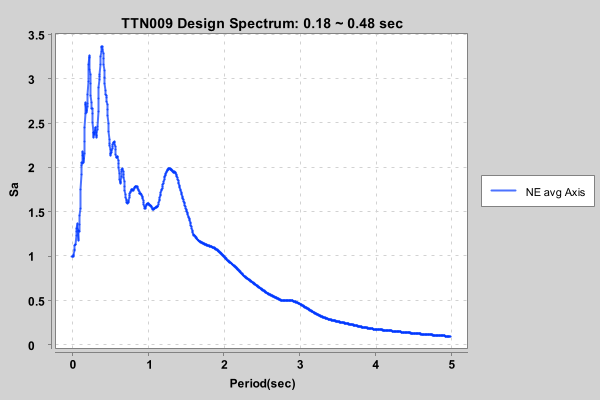 TTN009 Design Spectrum: 0.18 ~ 0.48 sec
3.5
3
2.5
2
1.5
1
0.5
0
Sa
0 1 2 3 4 5
Period(sec)
NE avg Axis